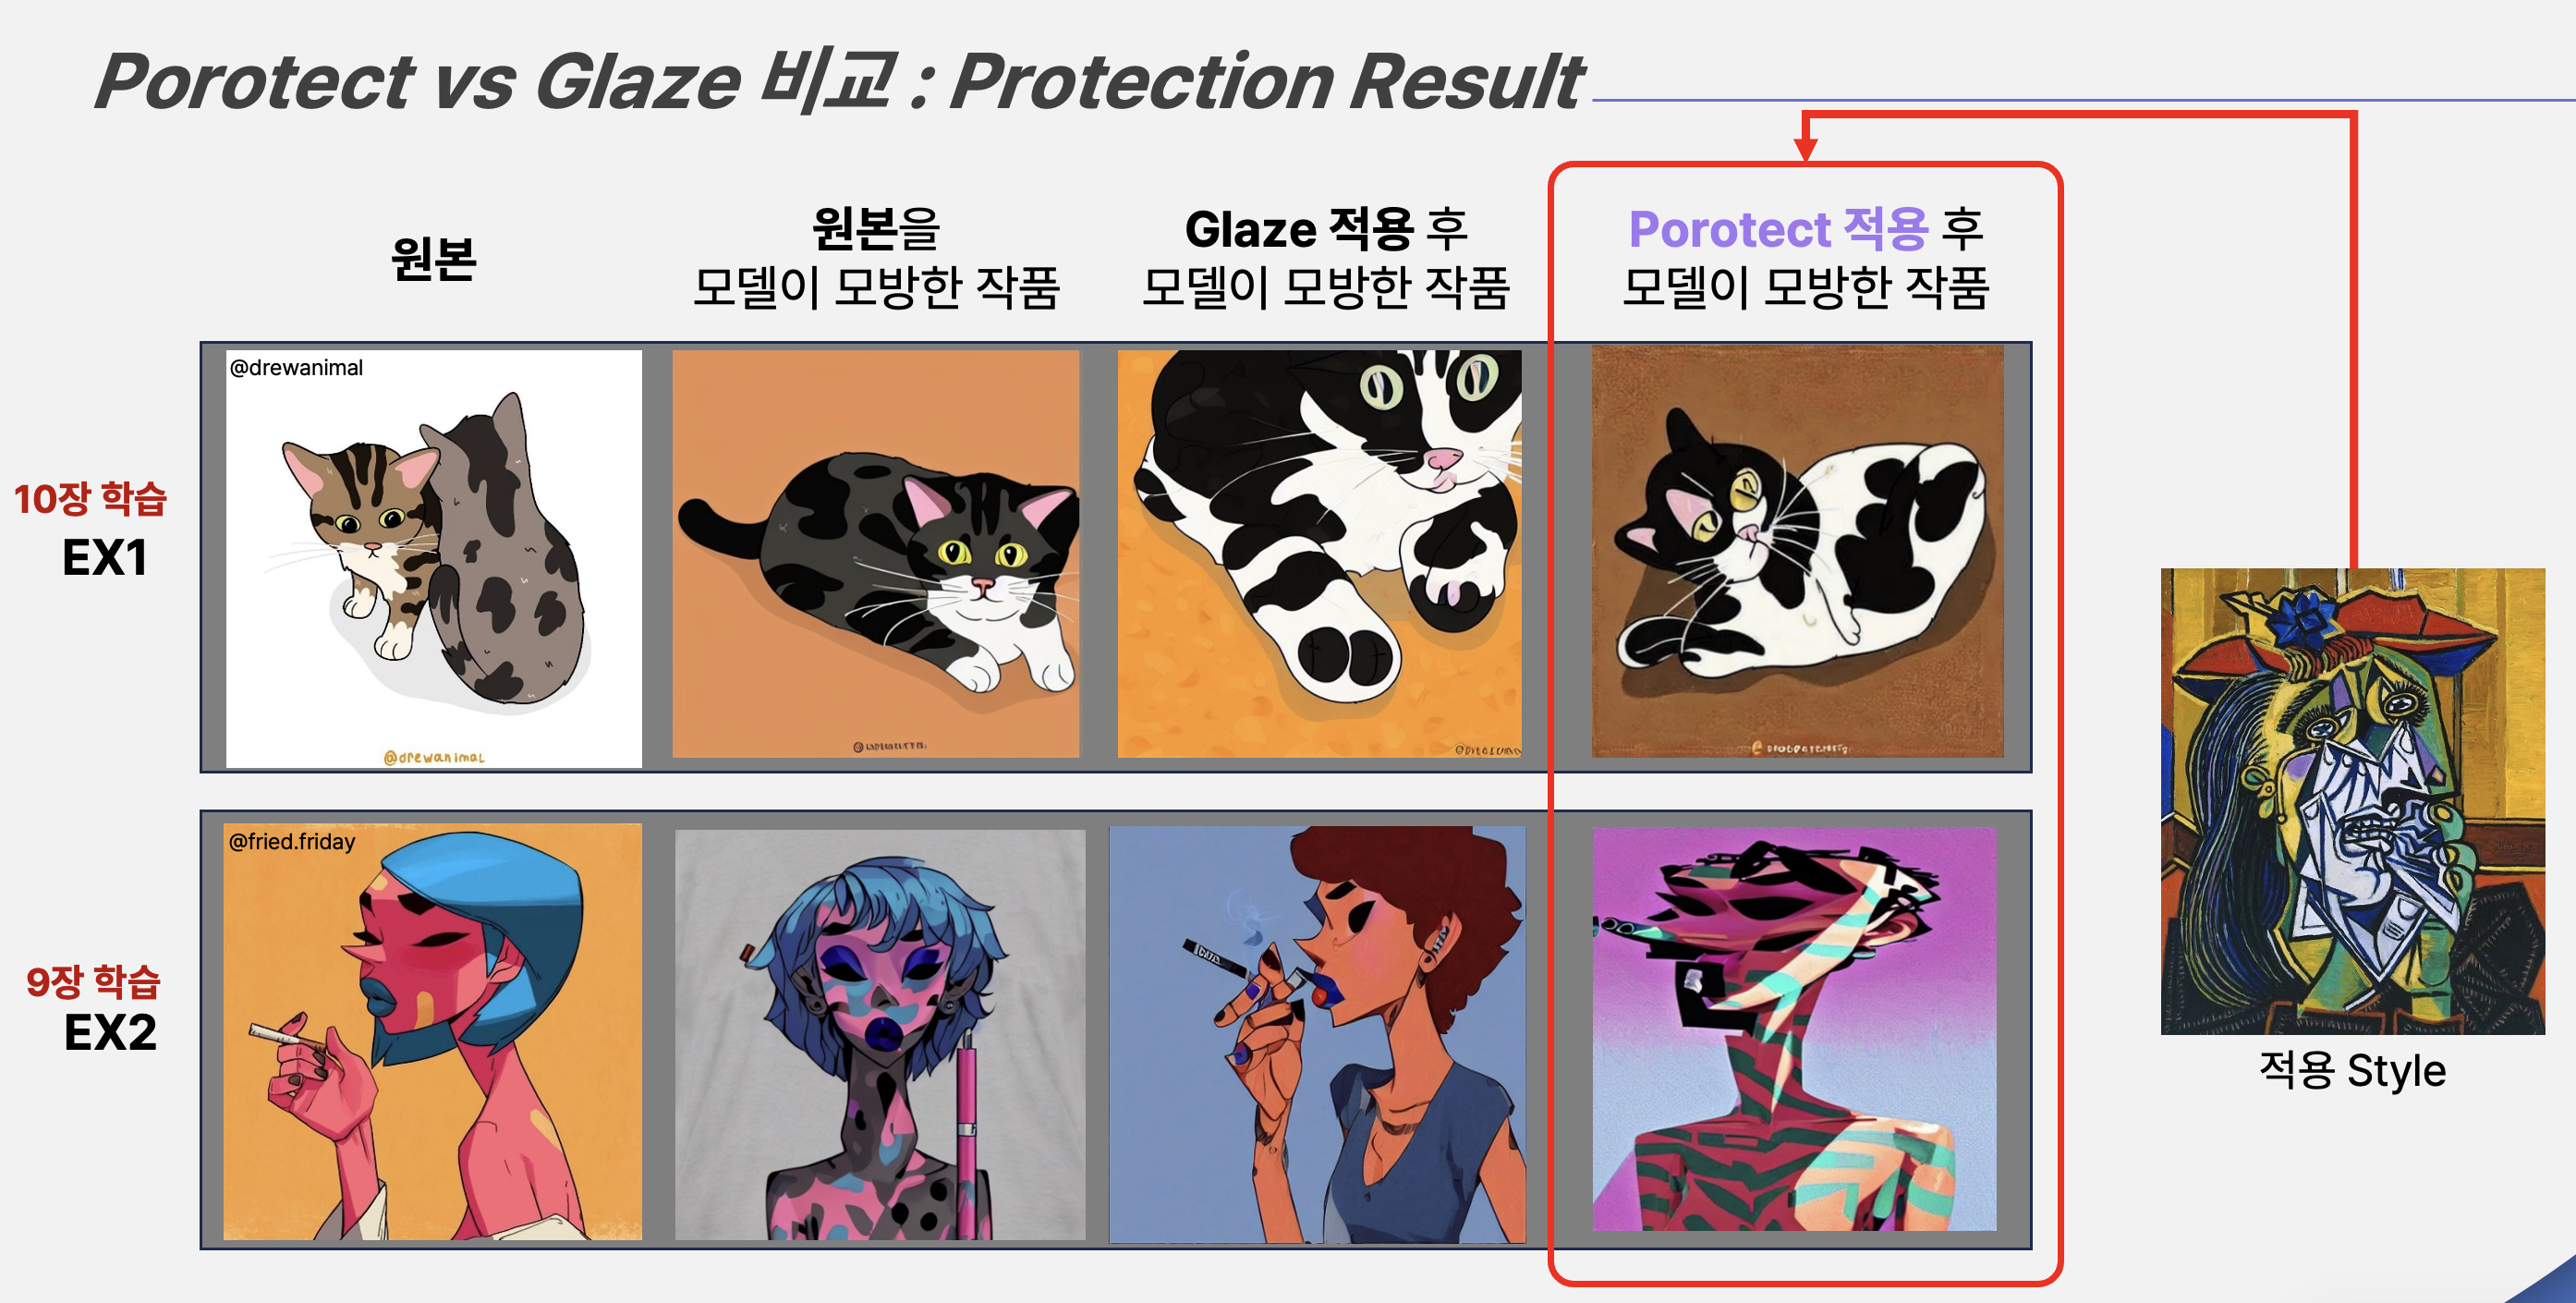 Porotect vs Glaze 비교 : Protection Result
원본
원본을
모델이 모방한 작품
Glaze 적용 후
모델이 모방한 작품
Porotect 적용 후
모델이 모방한 작품
10장 학습
EX1
@drewanimal
@drewanimal
9장 학습
EX2
@fried.friday
적용 Style